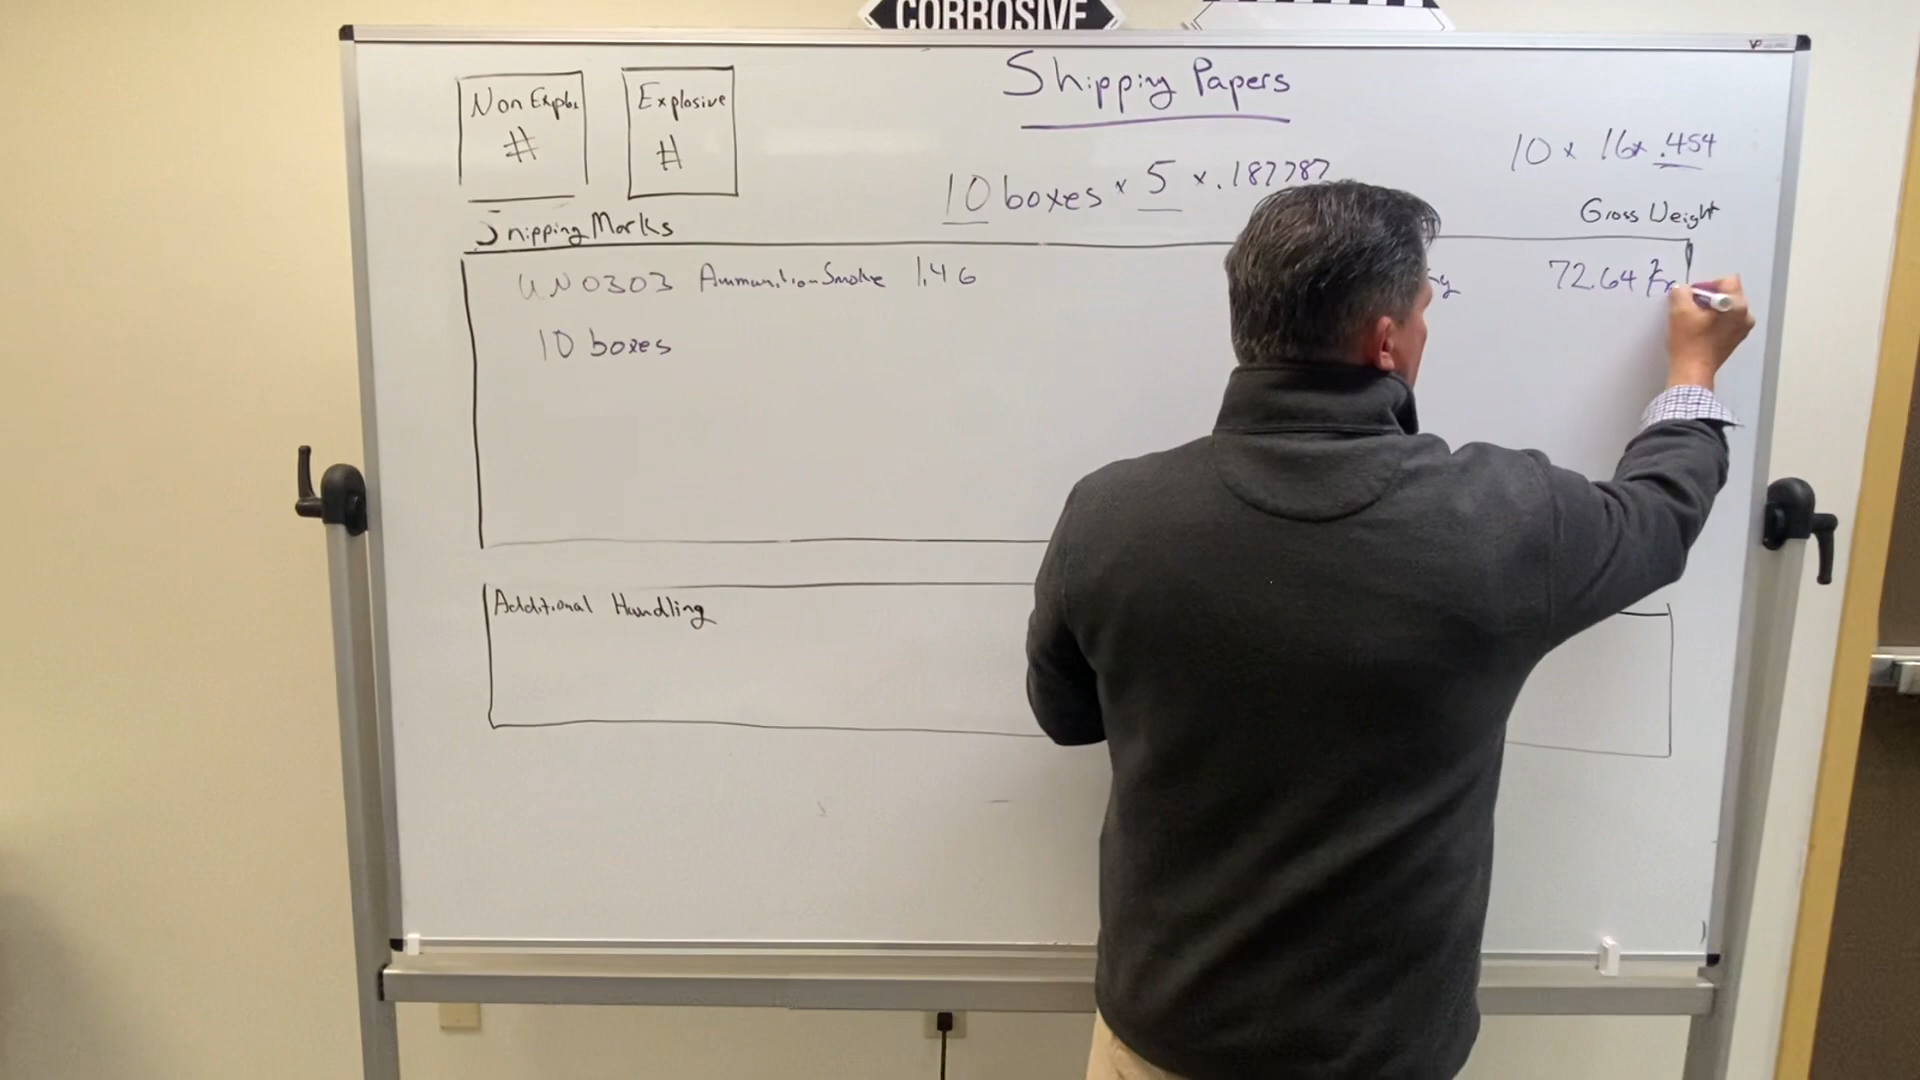 CORROSIVE
Non Explo.
#
Explosive
#
Shipping Papers
10 x 16 x .454
10 boxes x 5 x .187787
Gross Weight
Shipping Marks
UN0303 Ammunition Smoke 1.4G
72.64 Kg
10 boxes
Additional Handling